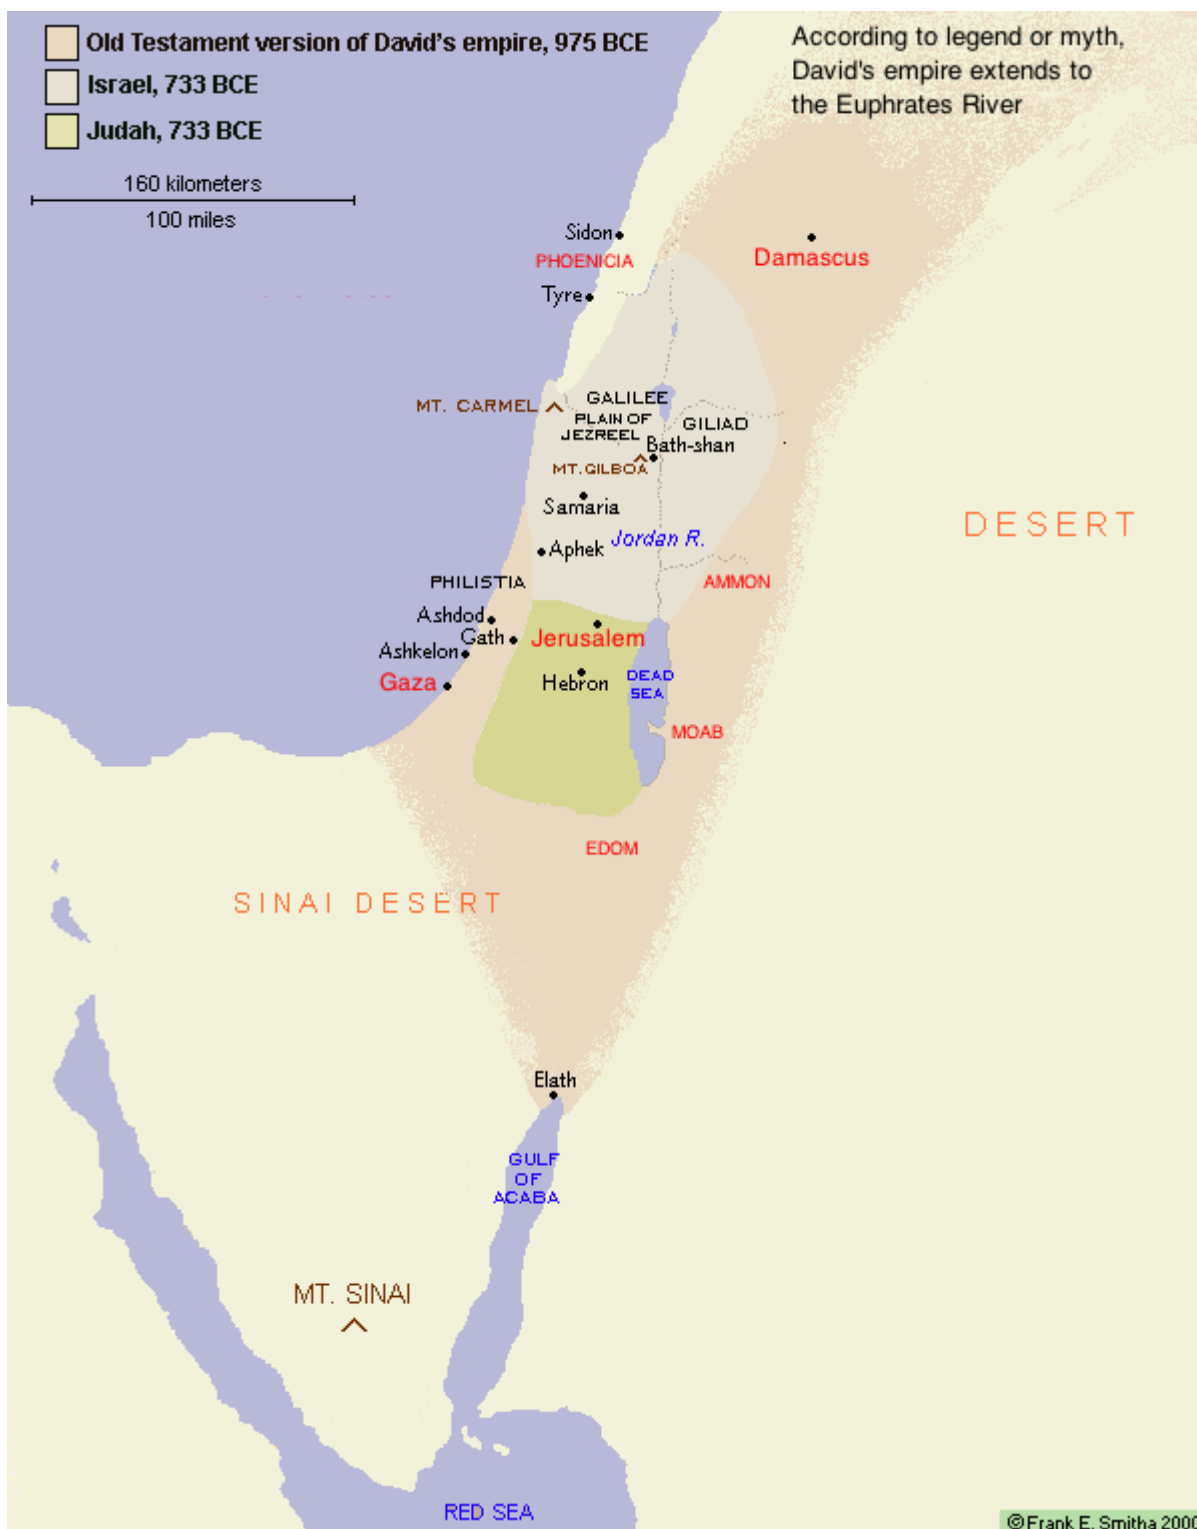 Old Testament version of David's empire, 975 BCE
Israel, 733 BCE
Judah, 733 BCE
160 kilometers
100 miles
According to legend or myth,
David's empire extends to
the Euphrates River
Sidon
PHOENICIA
Damascus
Tyre
MT. CARMEL
GALILEE
PLAIN OF
JEZREEL
GILIAD
Bath-shan
MT. GILBOA
Samaria
Aphek
Jordan R.
DESERT
PHILISTIA
AMMON
Ashdod
Gath
Jerusalem
Ashkelon
Gaza
Hebron
DEAD
SEA
MOAB
EDOM
SINAI DESERT
Elath
GULF
OF
ACABA
MT. SINAI
RED SEA
©Frank E. Smitha 2000